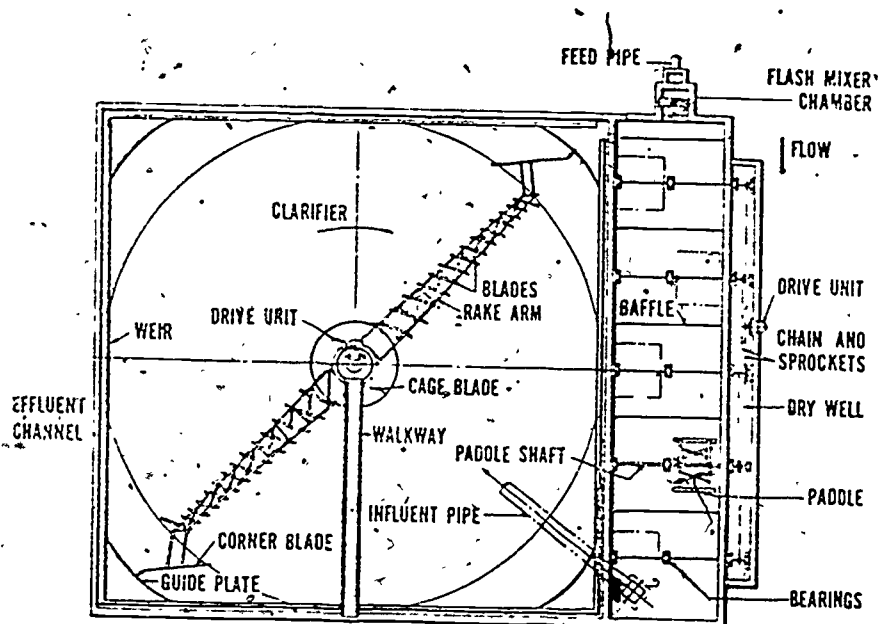 FEED PIPE
FLASH MIXER
CHAMBER
FLOW
CLARIFIER
BLADES
RAKE ARM
DRIVE UNIT
WEIR
CAGE BLADE
EFFLUENT
CHANNEL
WALKWAY
BAFFLE
DRIVE UNIT
CHAIN AND
SPROCKETS
DRY WELL
PADDLE SHAFT
PADDLE
INFLUENT PIPE
CORNER BLADE
GUIDE PLATE
BEARINGS